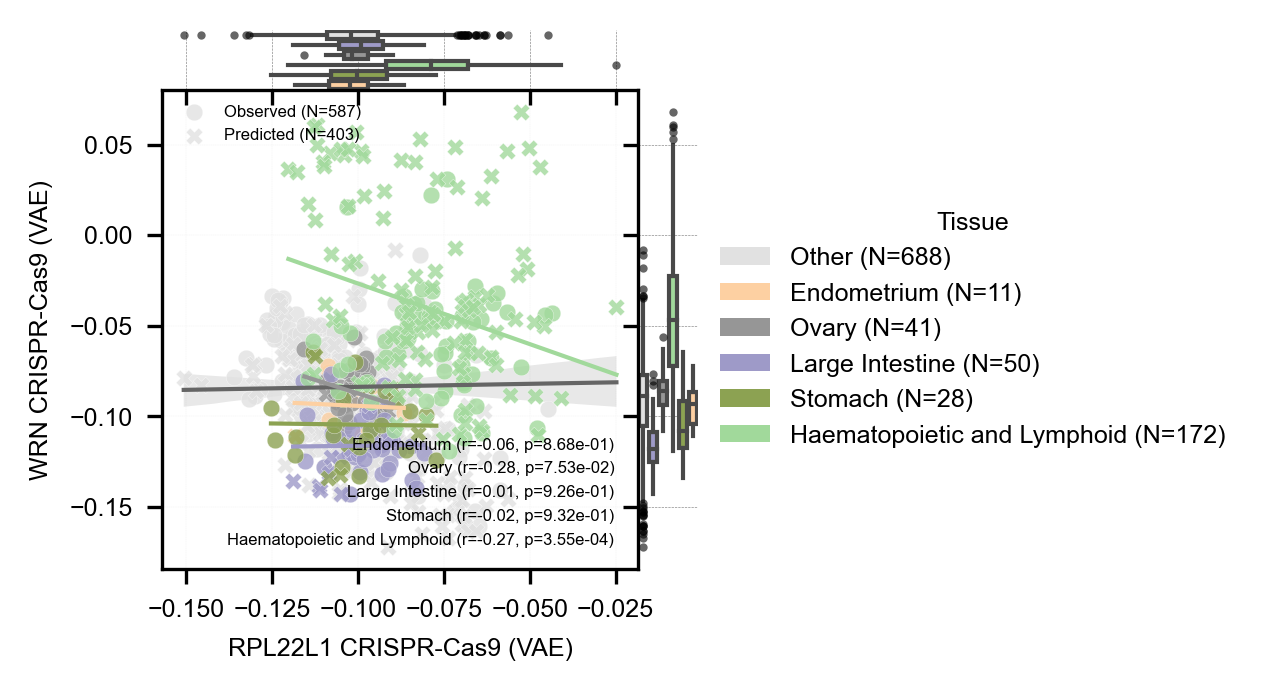 Observed (N=587)
Predicted (N=403)
0.05
0.00
−0.05
−0.10
−0.15
WRN CRISPR-Cas9 (VAE)
Endometrium (r=-0.06, p=8.68e-01)
Ovary (r=-0.28, p=7.53e-02)
Large Intestine (r=0.01, p=9.26e-01)
Stomach (r=-0.02, p=9.32e-01)
Haematopoietic and Lymphoid (r=-0.27, p=3.55e-04)
−0.150 −0.125 −0.100 −0.075 −0.050 −0.025
RPL22L1 CRISPR-Cas9 (VAE)
Tissue
Other (N=688)
Endometrium (N=11)
Ovary (N=41)
Large Intestine (N=50)
Stomach (N=28)
Haematopoietic and Lymphoid (N=172)